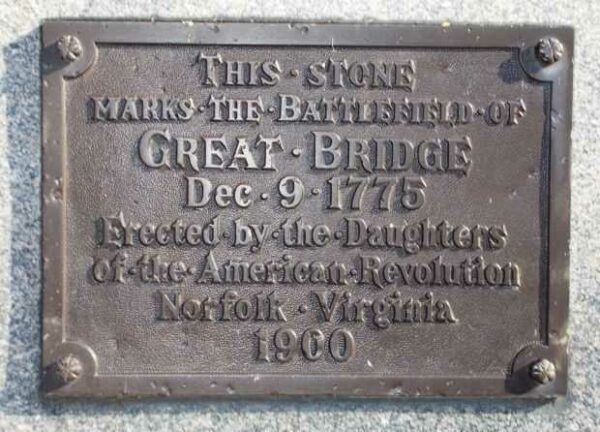 THIS · STONE
MARKS · THE · BATTLEFIELD · OF
GREAT · BRIDGE
Dec · 9 · 1775
Erected · by · the · Daughters
of · the · American · Revolution
Norfolk · Virginia
1900